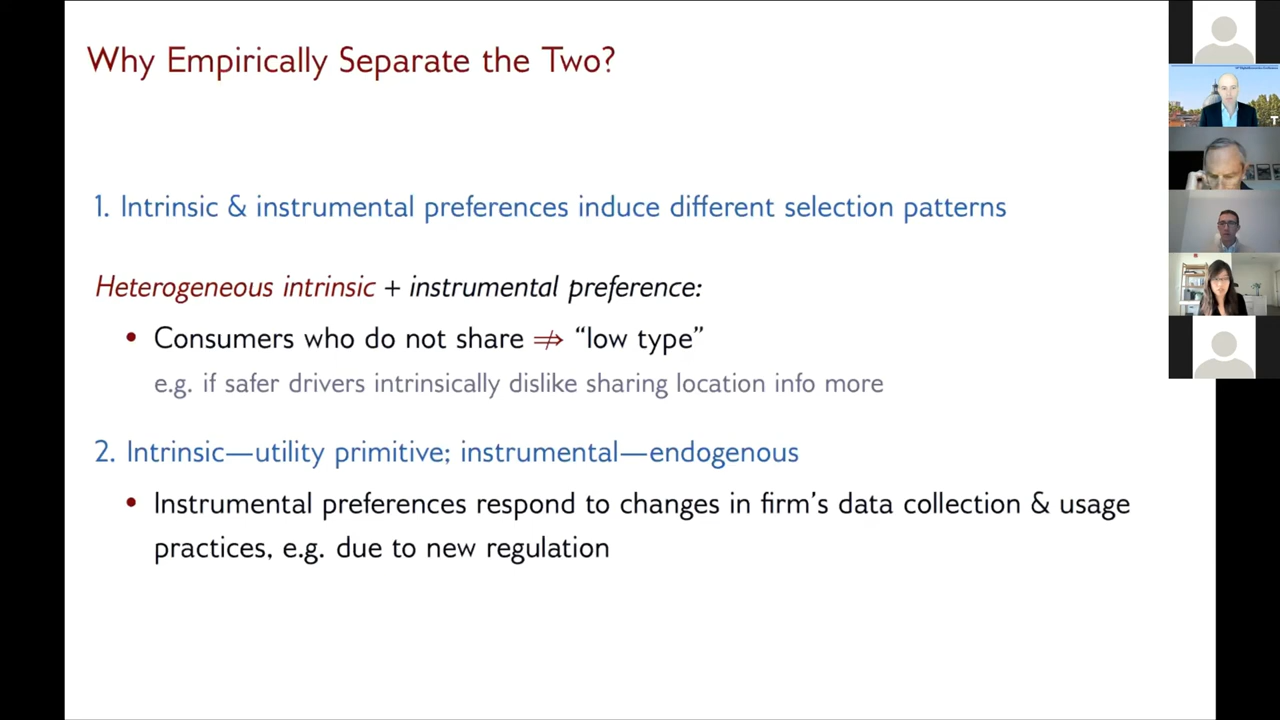 Why Empirically Separate the Two?
1. Intrinsic & instrumental preferences induce different selection patterns
Heterogeneous intrinsic + instrumental preference:
• Consumers who do not share ⇏ “low type”
e.g. if safer drivers intrinsically dislike sharing location info more
2. Intrinsic—utility primitive; instrumental—endogenous
• Instrumental preferences respond to changes in firm’s data collection & usage
practices, e.g. due to new regulation